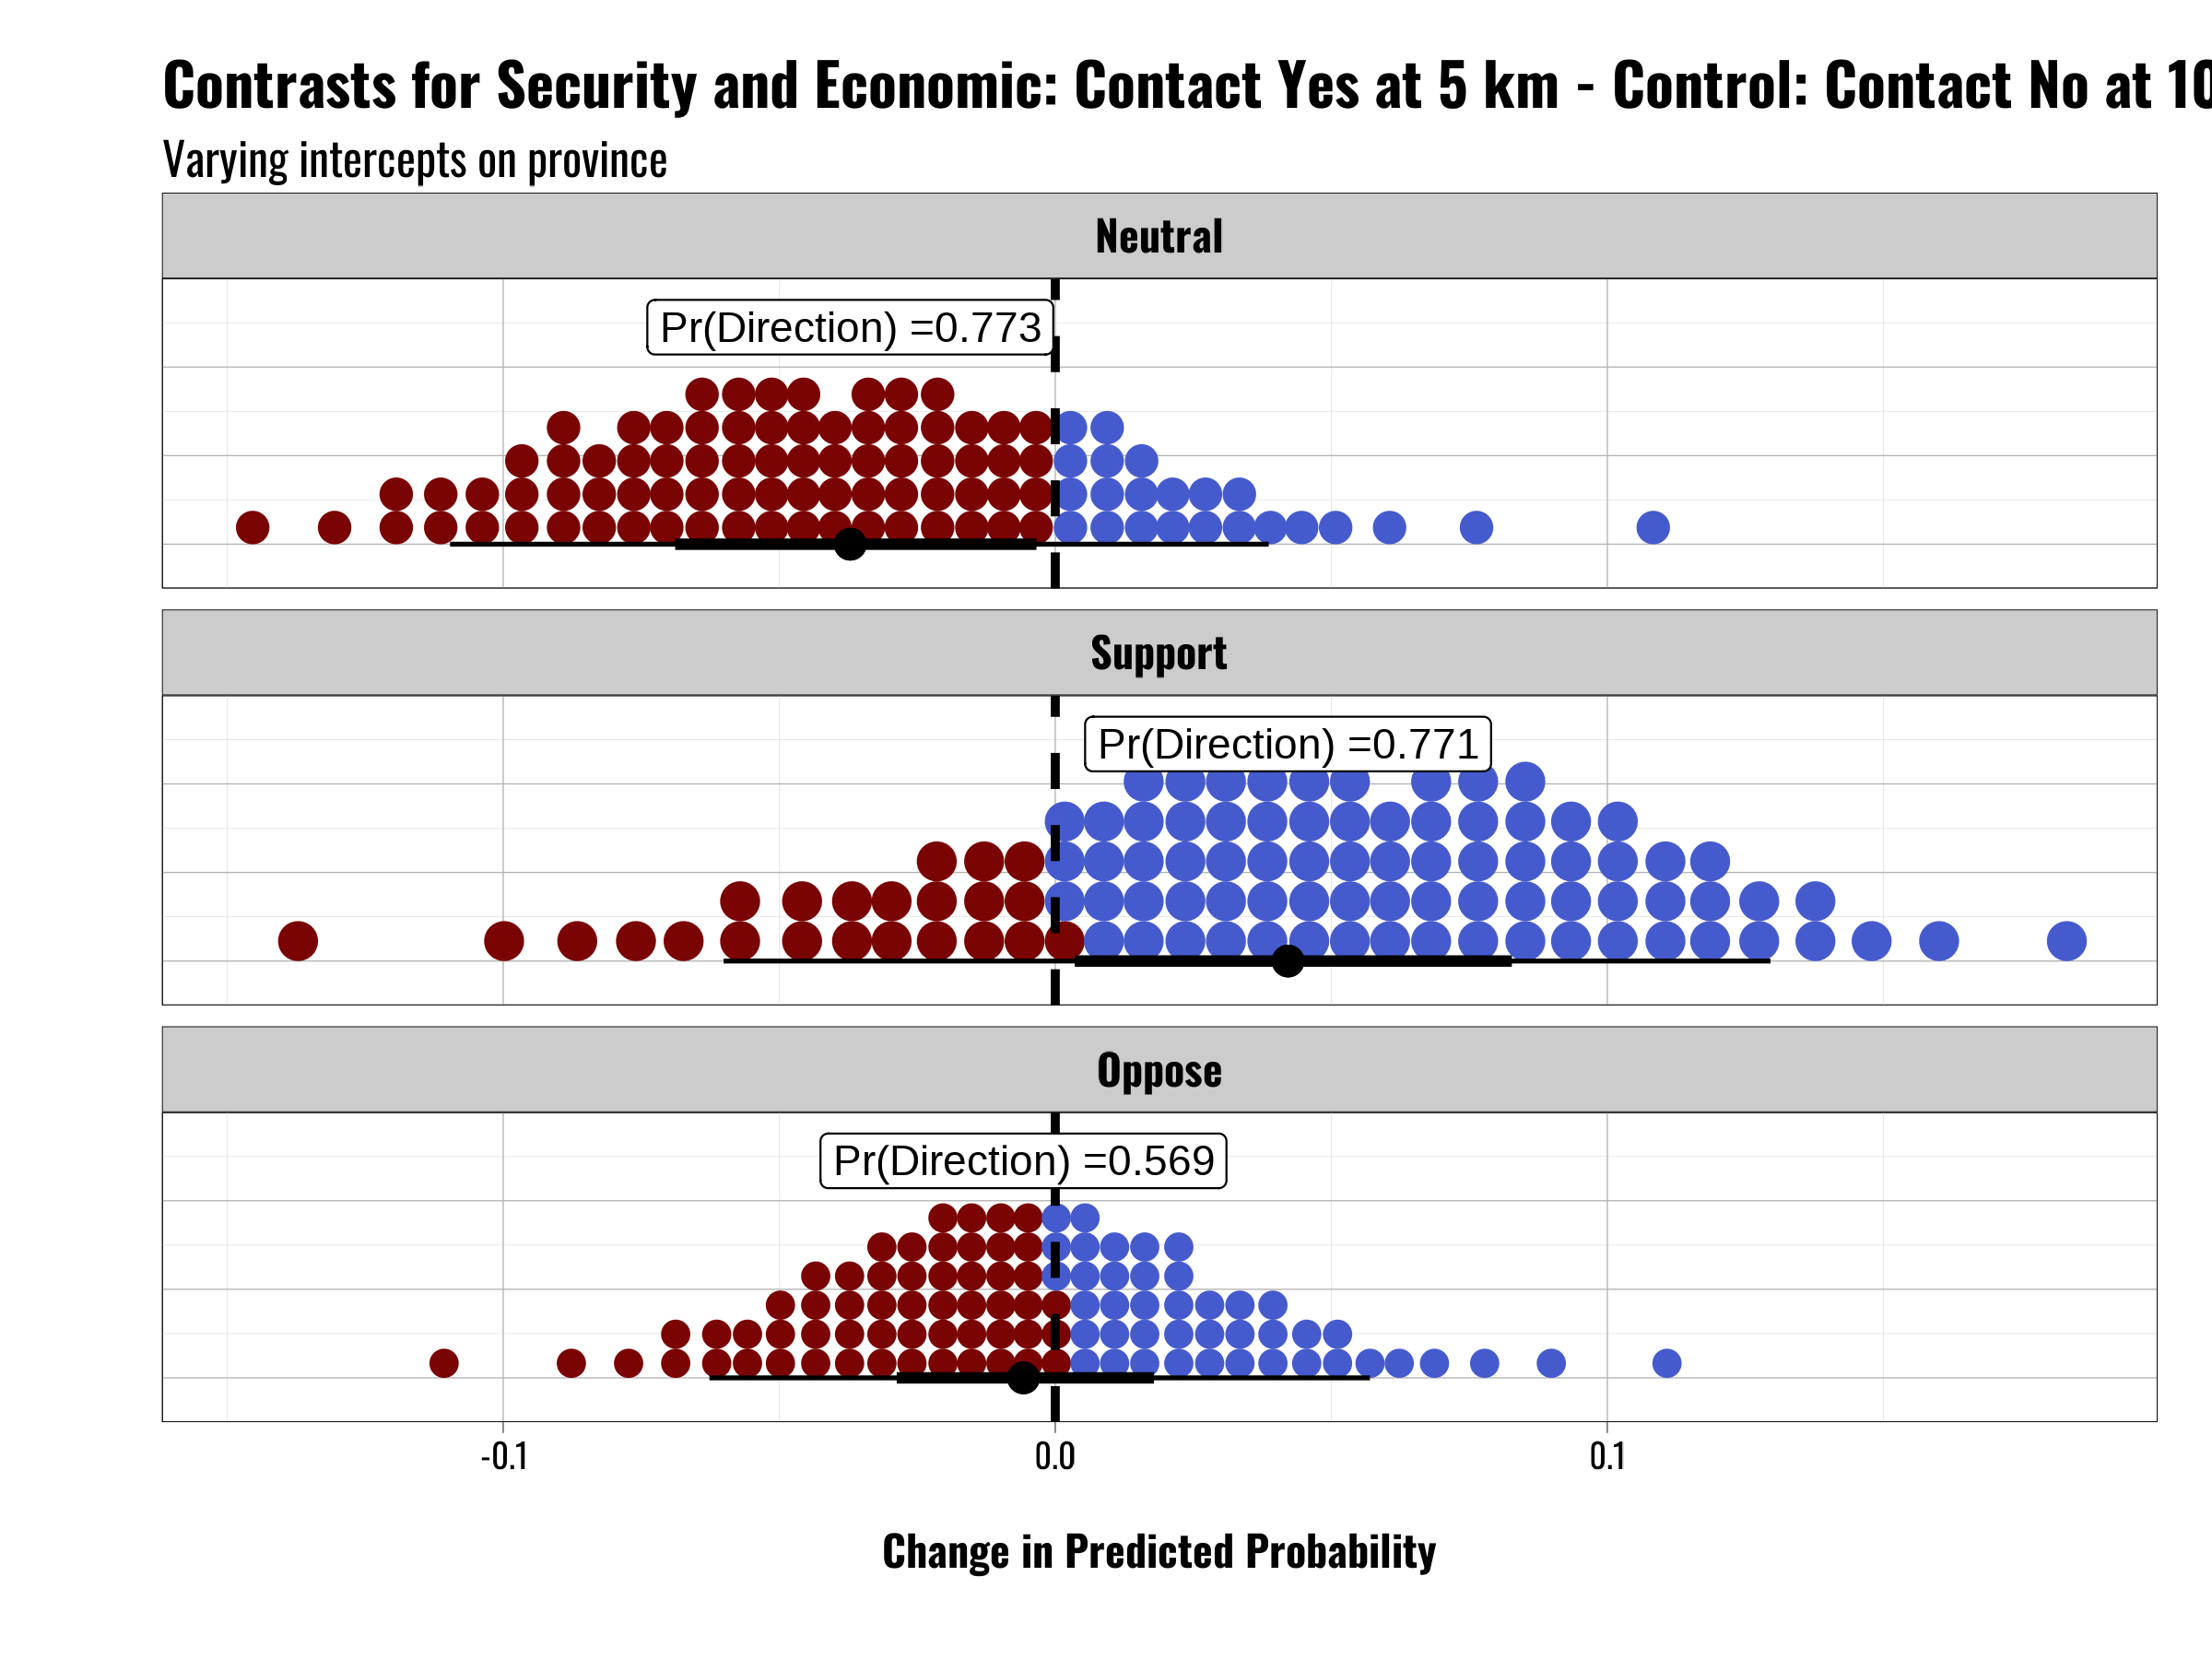 Contrasts for Security and Economic: Contact Yes at 5 km - Control: Contact No at 10
Varying intercepts on province
Neutral
Pr(Direction) =0.773
Support
Pr(Direction) =0.771
Oppose
Pr(Direction) =0.569
-0.1 0.0 0.1
Change in Predicted Probability